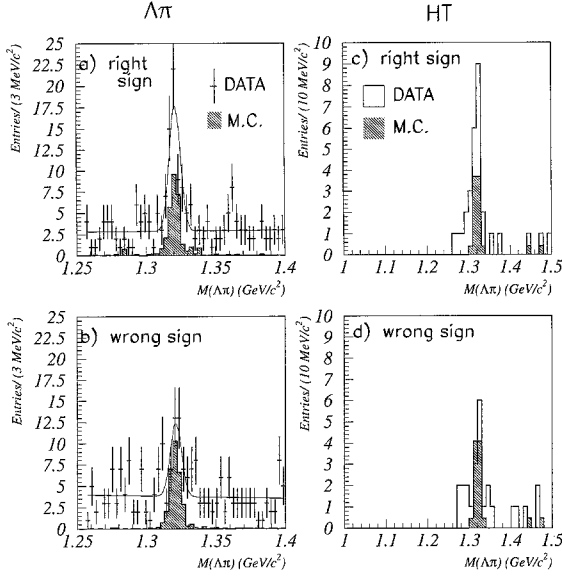 Λπ
HT
Entries/ (3 MeV/c²)
25
22.5
20
17.5
15
12.5
10
7.5
5
2.5
0
a) right
sign
DATA
M.C.
1.25 1.3 1.35 1.4
M(Λπ) (GeV/c²)
Entries/ (10 MeV/c²)
10
9
8
7
6
5
4
3
2
1
0
c) right sign
DATA
M.C.
1 1.1 1.2 1.3 1.4 1.5
M(Λπ) (GeV/c²)
Entries/ (3 MeV/c²)
25
22.5
20
17.5
15
12.5
10
7.5
5
2.5
0
b) wrong sign
1.25 1.3 1.35 1.4
M(Λπ) (GeV/c²)
Entries/ (10 MeV/c²)
10
9
8
7
6
5
4
3
2
1
0
d) wrong sign
1 1.1 1.2 1.3 1.4 1.5
M(Λπ) (GeV/c²)